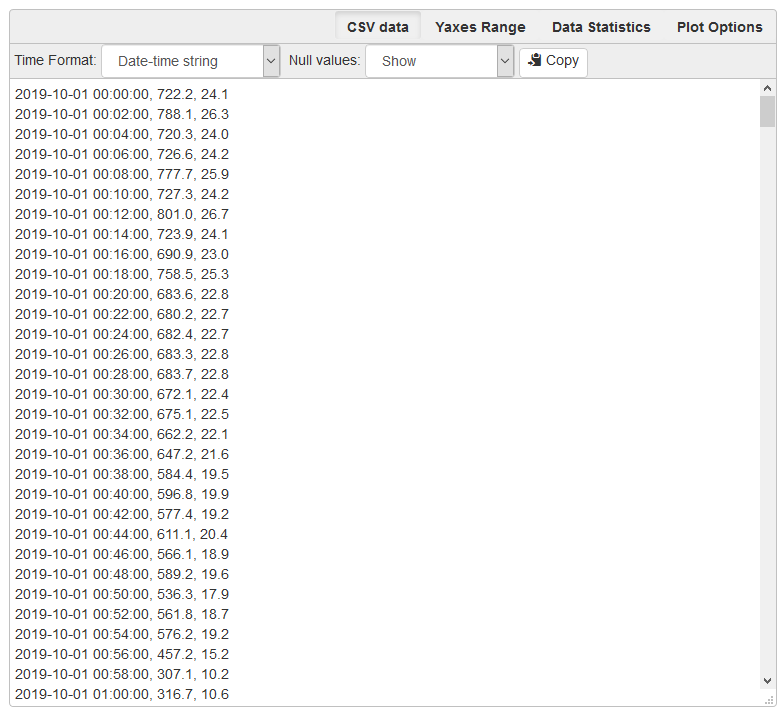 CSV data Yaxes Range Data Statistics Plot Options
Time Format: Date-time string Null values: Show Copy
2019-10-01 00:00:00, 722.2, 24.1
2019-10-01 00:02:00, 788.1, 26.3
2019-10-01 00:04:00, 720.3, 24.0
2019-10-01 00:06:00, 726.6, 24.2
2019-10-01 00:08:00, 777.7, 25.9
2019-10-01 00:10:00, 727.3, 24.2
2019-10-01 00:12:00, 801.0, 26.7
2019-10-01 00:14:00, 723.9, 24.1
2019-10-01 00:16:00, 690.9, 23.0
2019-10-01 00:18:00, 758.5, 25.3
2019-10-01 00:20:00, 683.6, 22.8
2019-10-01 00:22:00, 680.2, 22.7
2019-10-01 00:24:00, 682.4, 22.7
2019-10-01 00:26:00, 683.3, 22.8
2019-10-01 00:28:00, 683.7, 22.8
2019-10-01 00:30:00, 672.1, 22.4
2019-10-01 00:32:00, 675.1, 22.5
2019-10-01 00:34:00, 662.2, 22.1
2019-10-01 00:36:00, 647.2, 21.6
2019-10-01 00:38:00, 584.4, 19.5
2019-10-01 00:40:00, 596.8, 19.9
2019-10-01 00:42:00, 577.4, 19.2
2019-10-01 00:44:00, 611.1, 20.4
2019-10-01 00:46:00, 566.1, 18.9
2019-10-01 00:48:00, 589.2, 19.6
2019-10-01 00:50:00, 536.3, 17.9
2019-10-01 00:52:00, 561.8, 18.7
2019-10-01 00:54:00, 576.2, 19.2
2019-10-01 00:56:00, 457.2, 15.2
2019-10-01 00:58:00, 307.1, 10.2
2019-10-01 01:00:00, 316.7, 10.6